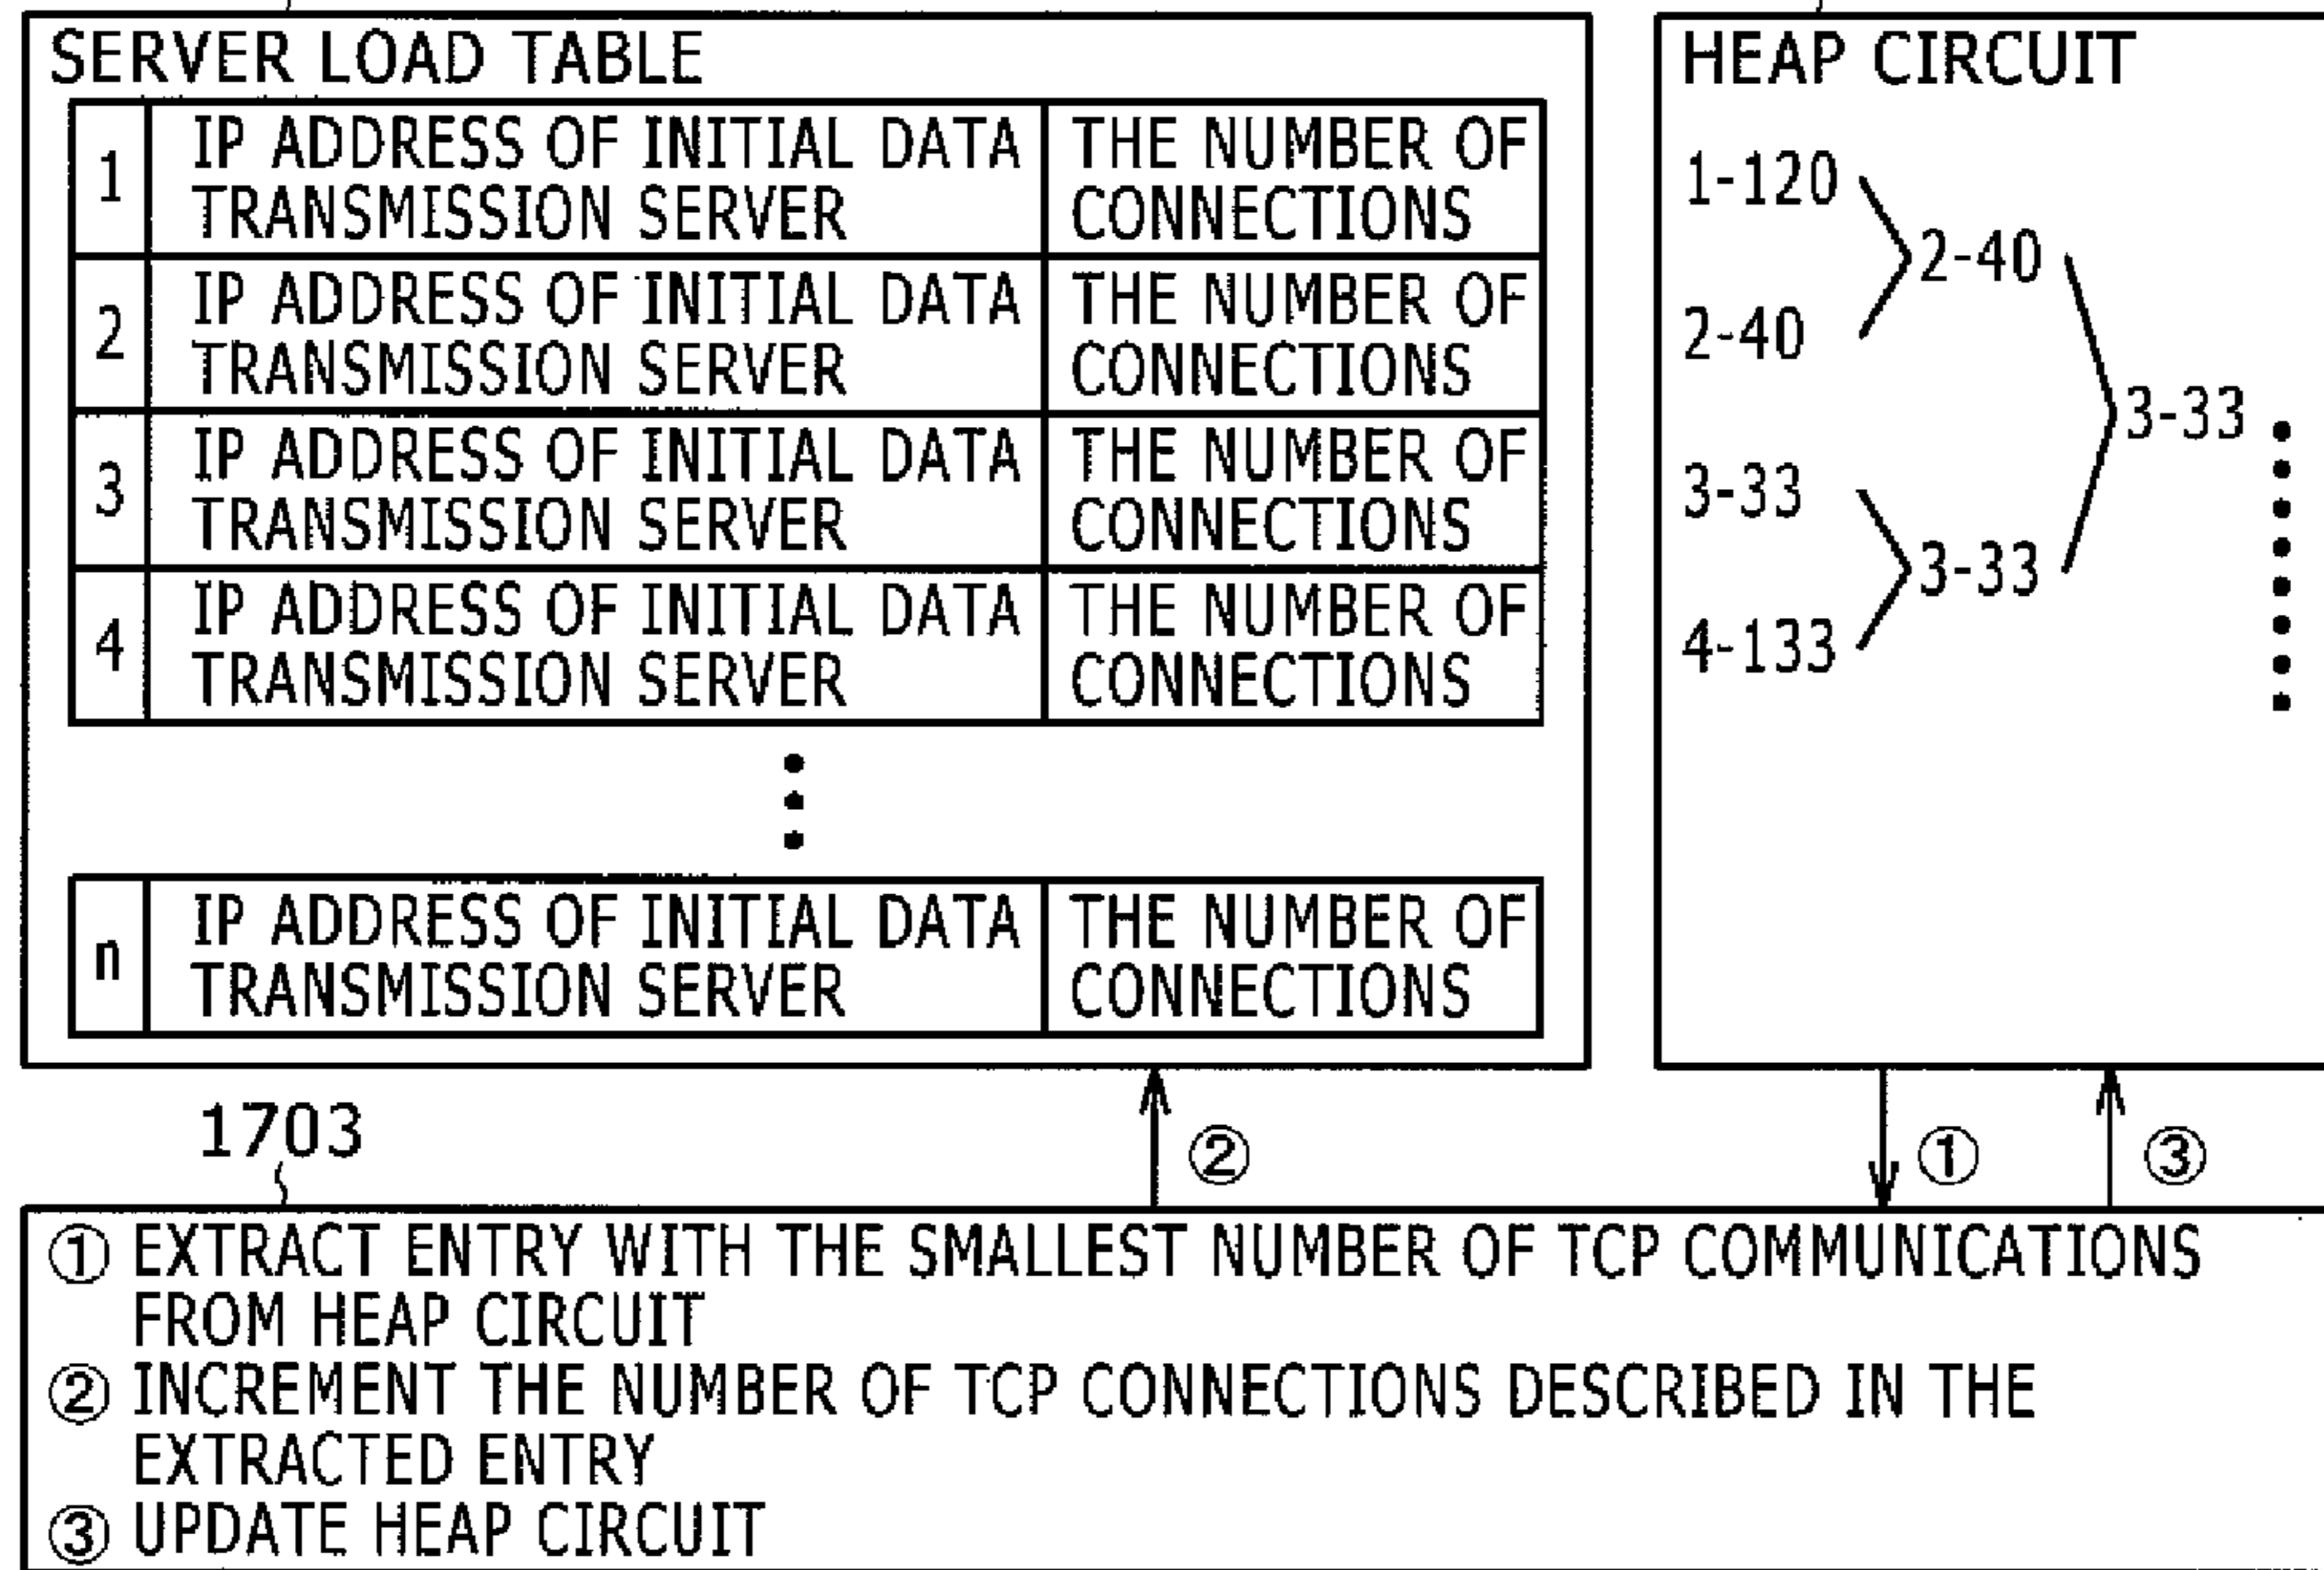 SERVER LOAD TABLE
1
IP ADDRESS OF INITIAL DATA
TRANSMISSION SERVER
THE NUMBER OF
CONNECTIONS
2
IP ADDRESS OF INITIAL DATA
TRANSMISSION SERVER
THE NUMBER OF
CONNECTIONS
3
IP ADDRESS OF INITIAL DATA
TRANSMISSION SERVER
THE NUMBER OF
CONNECTIONS
4
IP ADDRESS OF INITIAL DATA
TRANSMISSION SERVER
THE NUMBER OF
CONNECTIONS
n
IP ADDRESS OF INITIAL DATA
TRANSMISSION SERVER
THE NUMBER OF
CONNECTIONS
HEAP CIRCUIT
1-120
2-40
2-40
3-33
3-33
3-33
4-133
1703
②
①
③
① EXTRACT ENTRY WITH THE SMALLEST NUMBER OF TCP COMMUNICATIONS
FROM HEAP CIRCUIT
② INCREMENT THE NUMBER OF TCP CONNECTIONS DESCRIBED IN THE
EXTRACTED ENTRY
③ UPDATE HEAP CIRCUIT